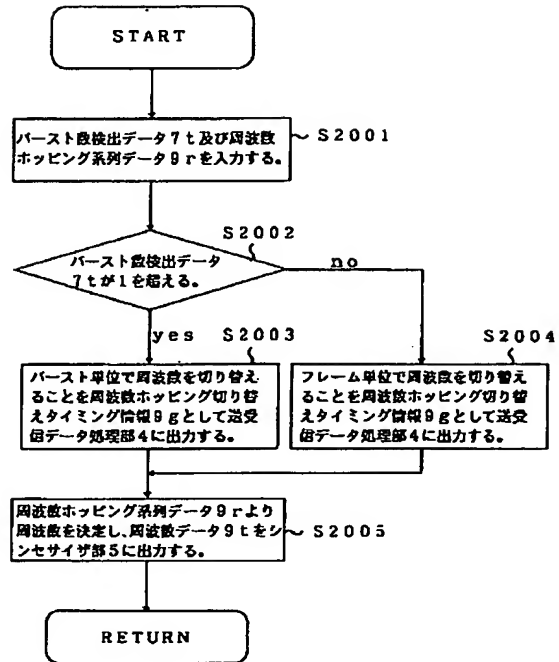 START
バースト数検出データ7t及び周波数
ホッピング系列データ9rを入力する。
S2001
S2002
バースト数検出データ
7tが1を超える。
no
yes
S2003
S2004
バースト単位で周波数を切り替え
ることを周波数ホッピング切り替
えタイミング情報9gとして送受
信データ処理部4に出力する。
フレーム単位で周波数を切り替え
ることを周波数ホッピング切り替
えタイミング情報9gとして送受
信データ処理部4に出力する。
周波数ホッピング系列データ9rより
周波数を決定し、周波数データ9tをシ
ンセサイザ部5に出力する。
S2005
RETURN